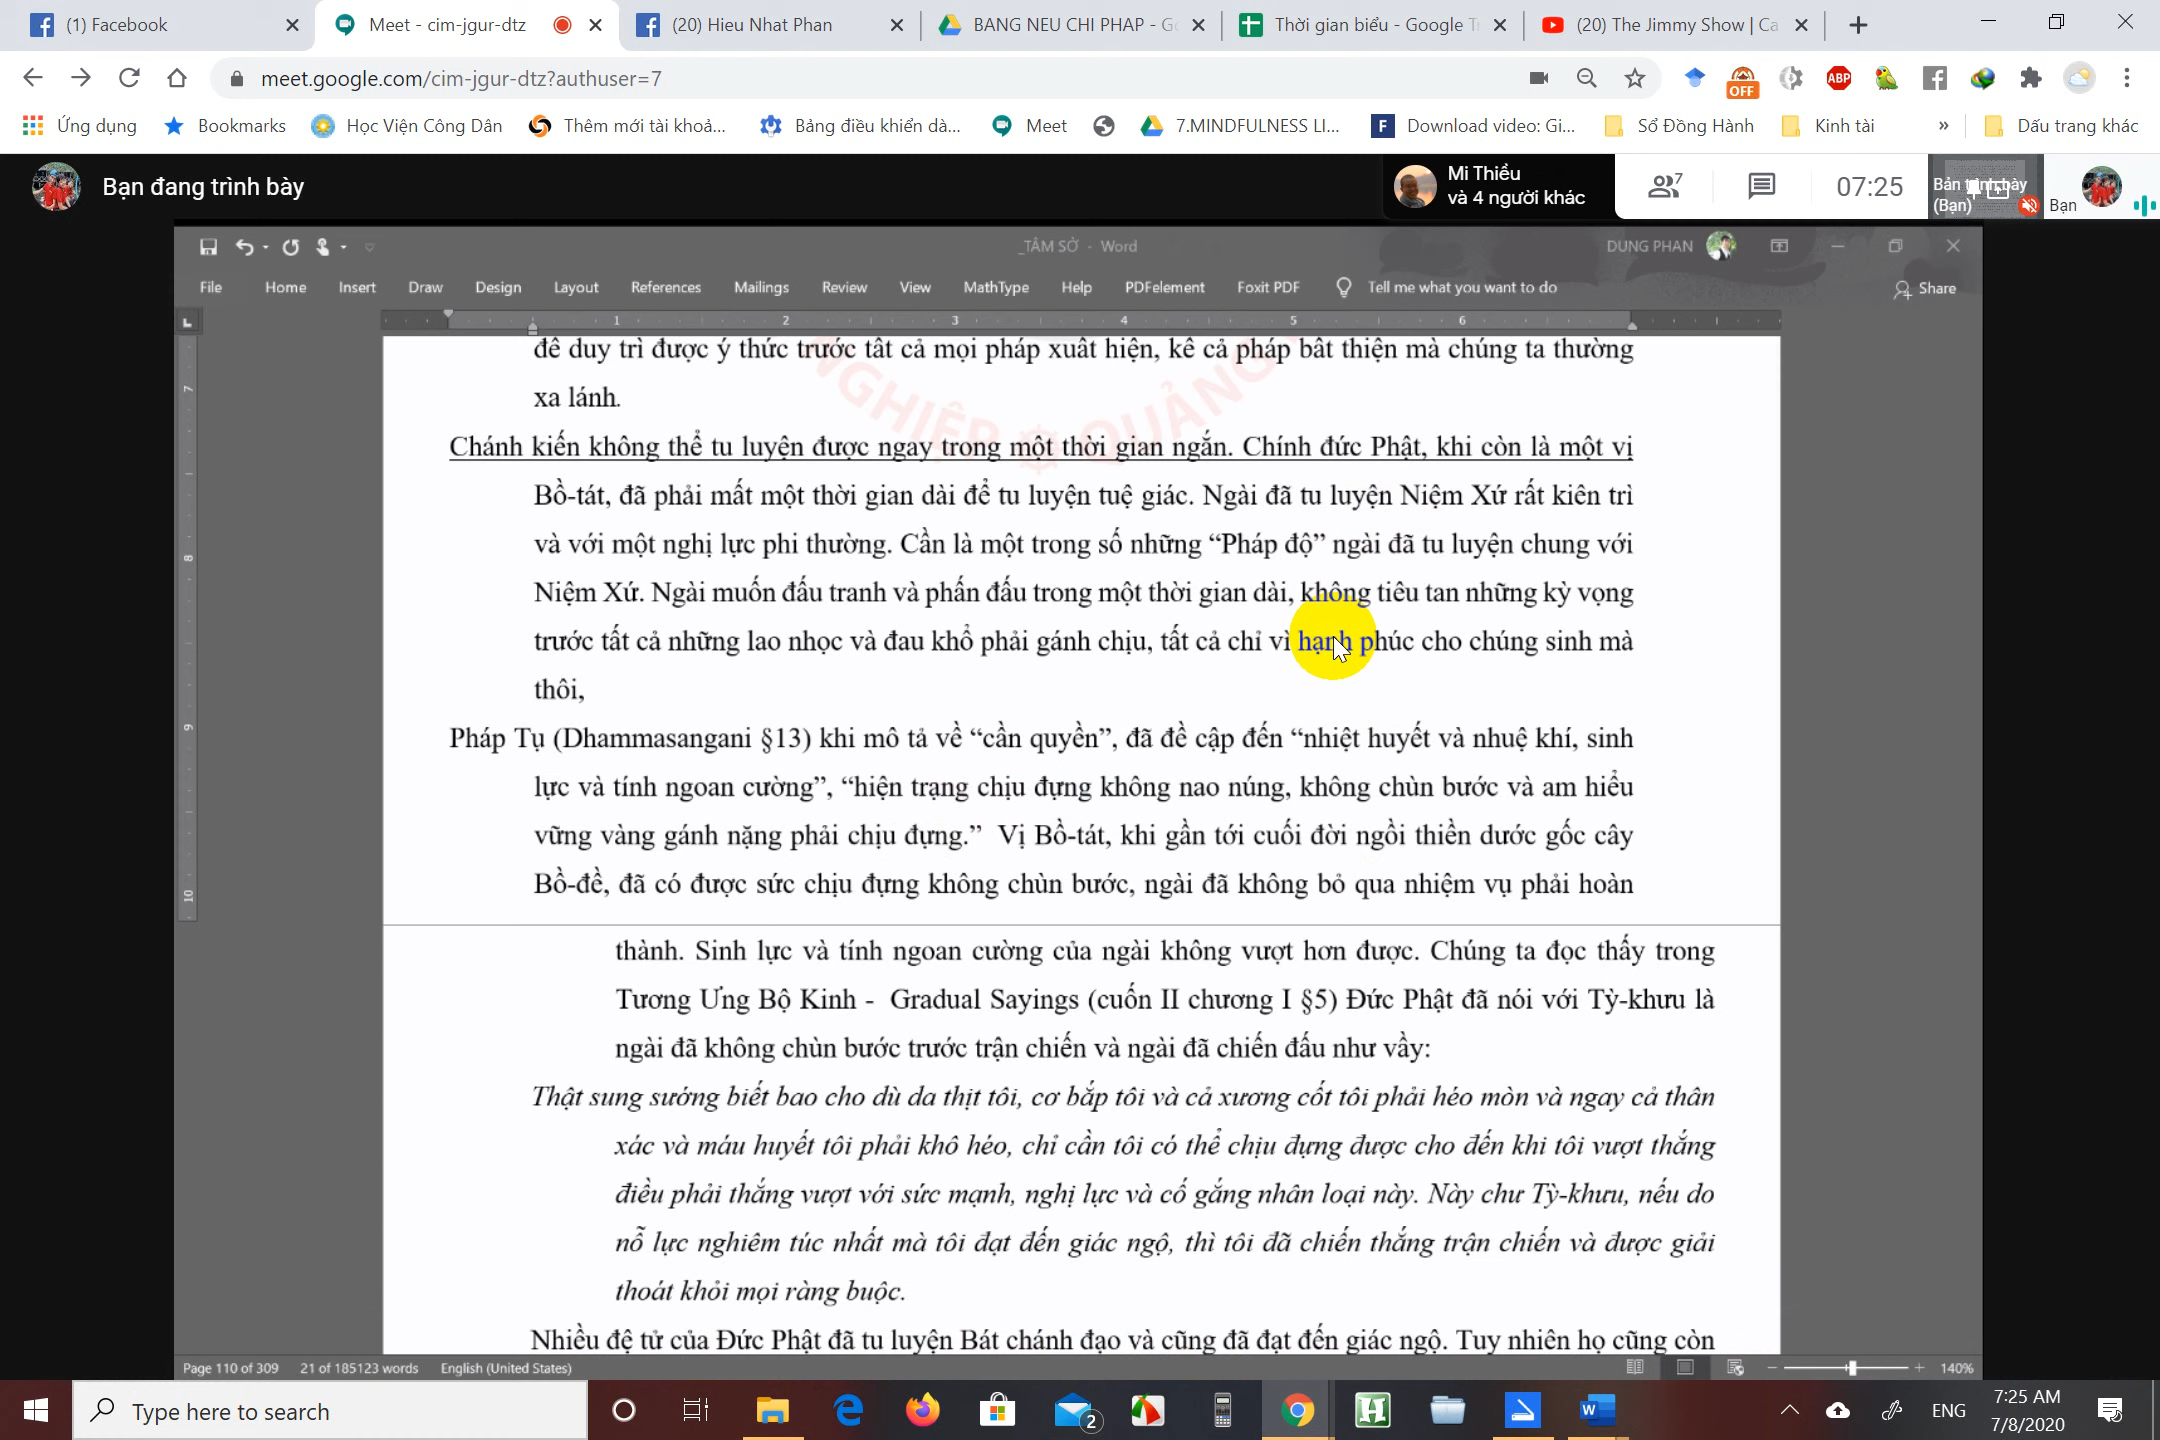 (1) Facebook
Meet - cim-jgur-dtz
(20) Hieu Nhat Phan
BANG NEU CHI PHAP - Go
Thời gian biểu - Google T
(20) The Jimmy Show | Ca
meet.google.com/cim-jgur-dtz?authuser=7
OFF
ABP
Ứng dụng
Bookmarks
Học Viện Công Dân
Thêm mới tài khoả...
Bảng điều khiển dà...
Meet
7.MINDFULNESS LI...
Download video: Gi...
Sổ Đồng Hành
Kinh tài
»
Dấu trang khác
Bạn đang trình bày
Mi Thiều
và 4 người khác
7
07:25
Bản trình bày
(Bạn)
Bạn
_TÂM SỞ - Word
DUNG PHAN
File Home Insert Draw Design Layout References Mailings Review View MathType Help PDFelement Foxit PDF Tell me what you want to do
Share
1 2 3 4 5 6
7
8
9
10
NGHIỆP QUẢNG
để duy trì được ý thức trước tất cả mọi pháp xuất hiện, kể cả pháp bất thiện mà chúng ta thường
xa lánh.
Chánh kiến không thể tu luyện được ngay trong một thời gian ngắn. Chính đức Phật, khi còn là một vị
Bồ-tát, đã phải mất một thời gian dài để tu luyện tuệ giác. Ngài đã tu luyện Niệm Xứ rất kiên trì
và với một nghị lực phi thường. Cần là một trong số những “Pháp độ” ngài đã tu luyện chung với
Niệm Xứ. Ngài muốn đấu tranh và phấn đấu trong một thời gian dài, không tiêu tan những kỳ vọng
trước tất cả những lao nhọc và đau khổ phải gánh chịu, tất cả chỉ vì hạnh phúc cho chúng sinh mà
thôi,
Pháp Tụ (Dhammasangani §13) khi mô tả về “cần quyền”, đã đề cập đến “nhiệt huyết và nhuệ khí, sinh
lực và tính ngoan cường”, “hiện trạng chịu đựng không nao núng, không chùn bước và am hiểu
vững vàng gánh nặng phải chịu đựng.” Vị Bồ-tát, khi gần tới cuối đời ngồi thiền dước gốc cây
Bồ-đề, đã có được sức chịu đựng không chùn bước, ngài đã không bỏ qua nhiệm vụ phải hoàn
thành. Sinh lực và tính ngoan cường của ngài không vượt hơn được. Chúng ta đọc thấy trong
Tương Ưng Bộ Kinh - Gradual Sayings (cuốn II chương I §5) Đức Phật đã nói với Tỳ-khưu là
ngài đã không chùn bước trước trận chiến và ngài đã chiến đấu như vầy:
Thật sung sướng biết bao cho dù da thịt tôi, cơ bắp tôi và cả xương cốt tôi phải héo mòn và ngay cả thân
xác và máu huyết tôi phải khô héo, chỉ cần tôi có thể chịu đựng được cho đến khi tôi vượt thắng
điều phải thắng vượt với sức mạnh, nghị lực và cố gắng nhân loại này. Này chư Tỳ-khưu, nếu do
nỗ lực nghiêm túc nhất mà tôi đạt đến giác ngộ, thì tôi đã chiến thắng trận chiến và được giải
thoát khỏi mọi ràng buộc.
Nhiều đệ tử của Đức Phật đã tu luyện Bát chánh đạo và cũng đã đạt đến giác ngộ. Tuy nhiên họ cũng còn
Page 110 of 309 21 of 185123 words English (United States)
140%
Type here to search
2
ENG
7:25 AM
7/8/2020